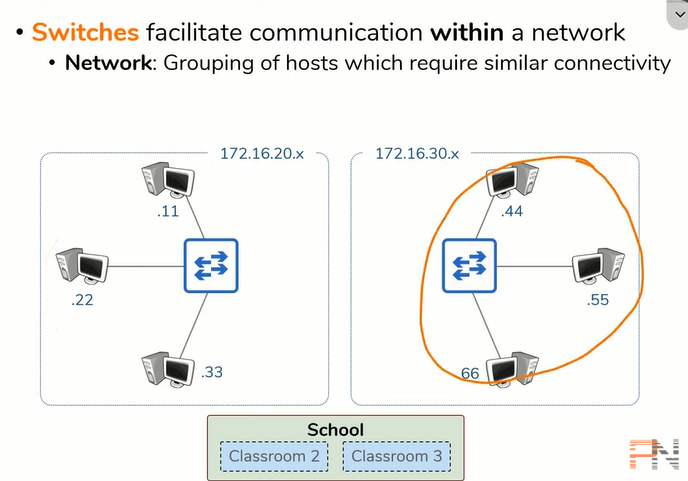 • Switches facilitate communication within a network
• Network: Grouping of hosts which require similar connectivity
172.16.20.x
172.16.30.x
.11
.44
.22
.55
.33
66
School
Classroom 2
Classroom 3
PN